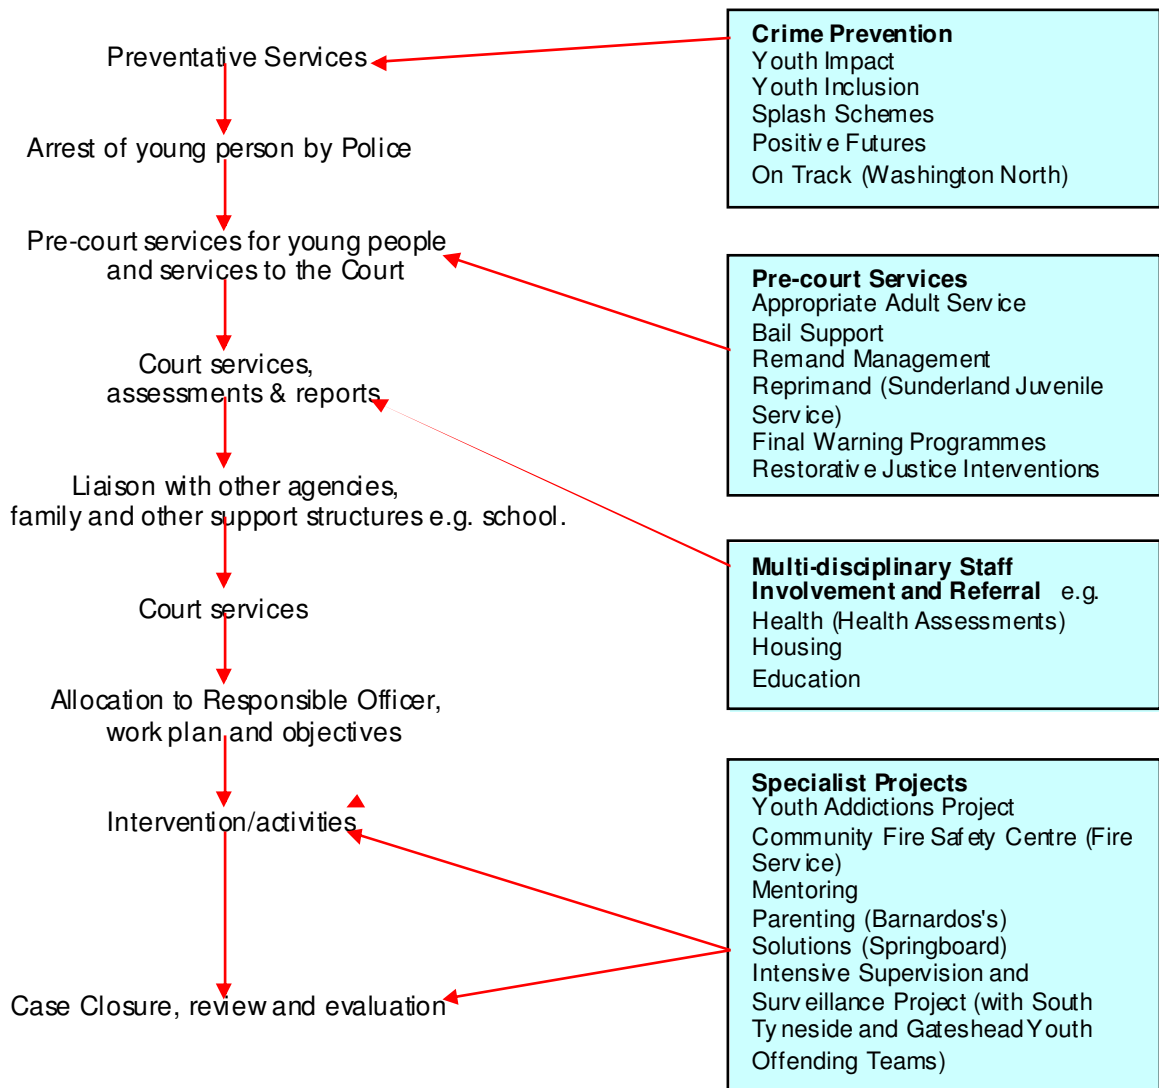 Preventative Services
Arrest of young person by Police
Pre-court services for young people
and services to the Court
Court services,
assessments & reports
Liaison with other agencies,
family and other support structures e.g. school.
Court services
Allocation to Responsible Officer,
work plan and objectives
Intervention/activities
Case Closure, review and evaluation
Crime Prevention
Youth Impact
Youth Inclusion
Splash Schemes
Positive Futures
On Track (Washington North)
Pre-court Services
Appropriate Adult Service
Bail Support
Remand Management
Reprimand (Sunderland Juvenile
Service)
Final Warning Programmes
Restorative Justice Interventions
Multi-disciplinary Staff
Involvement and Referral e.g.
Health (Health Assessments)
Housing
Education
Specialist Projects
Youth Addictions Project
Community Fire Safety Centre (Fire
Service)
Mentoring
Parenting (Barnardos's)
Solutions (Springboard)
Intensive Supervision and
Surveillance Project (with South
Tyneside and Gateshead Youth
Offending Teams)